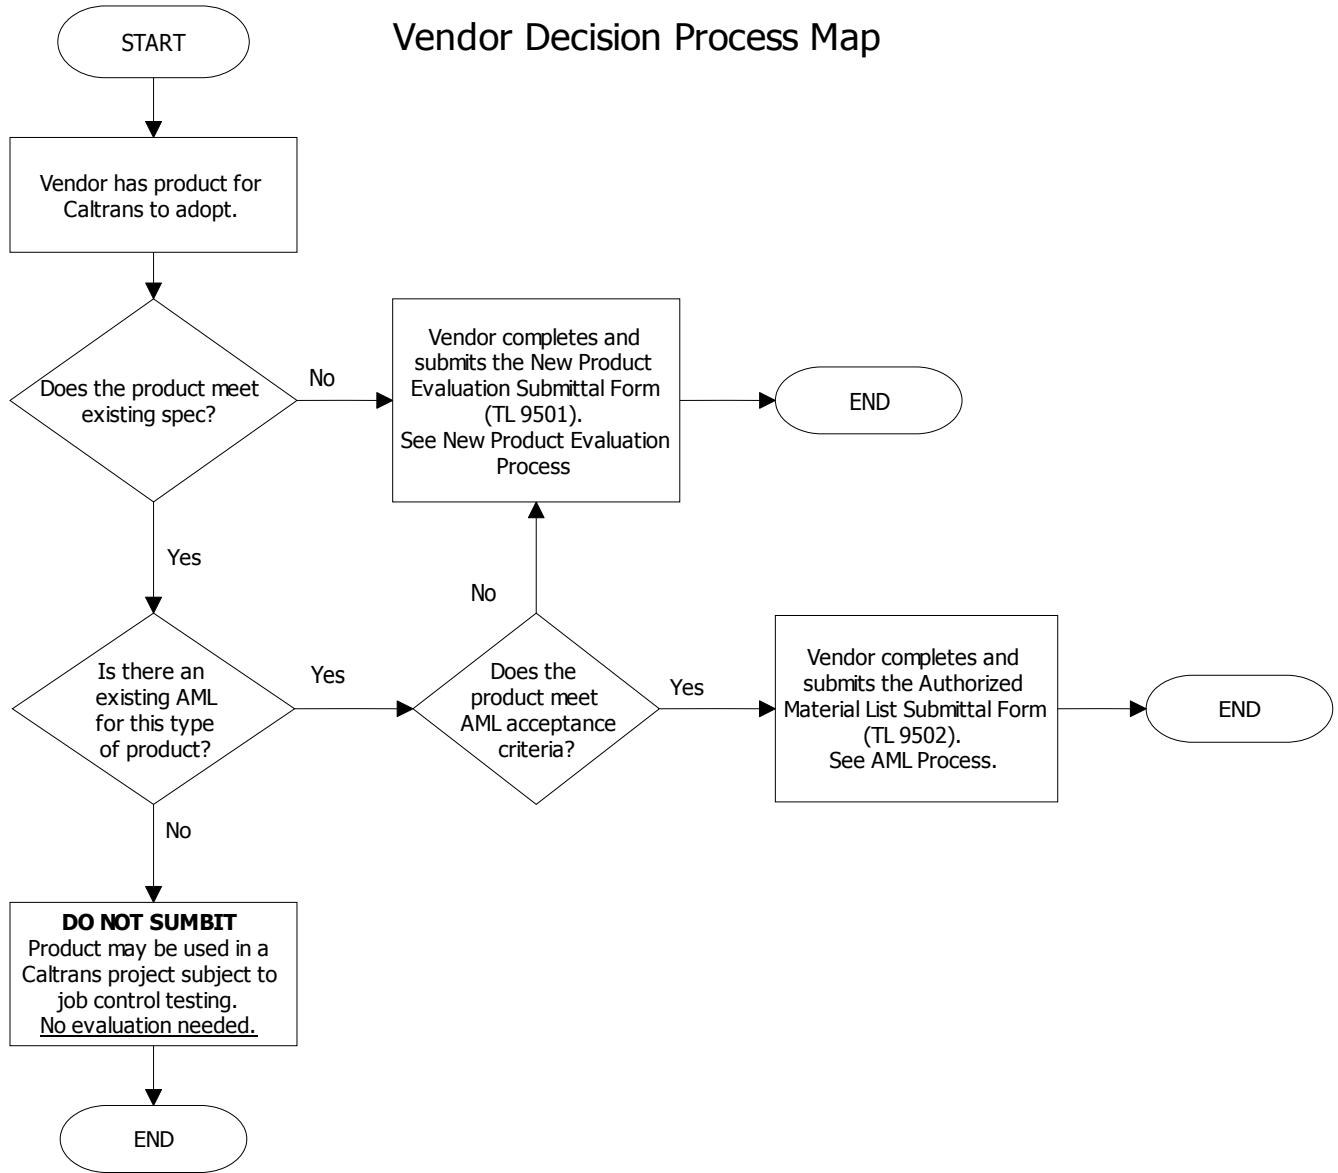 START
Vendor Decision Process Map
Vendor has product for
Caltrans to adopt.
Does the product meet
existing spec?
No
Vendor completes and
submits the New Product
Evaluation Submittal Form
(TL 9501).
See New Product Evaluation
Process
END
Yes
No
Is there an
existing AML
for this type
of product?
Yes
Does the
product meet
AML acceptance
criteria?
Yes
Vendor completes and
submits the Authorized
Material List Submittal Form
(TL 9502).
See AML Process.
END
No
DO NOT SUMBIT
Product may be used in a
Caltrans project subject to
job control testing.
No evaluation needed.
END